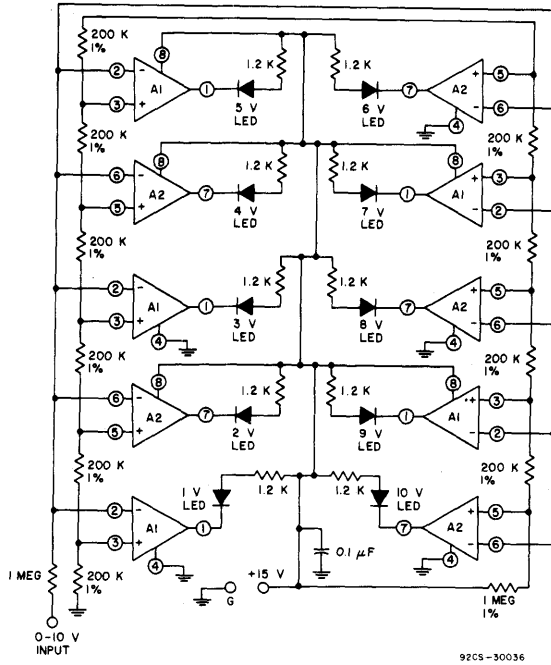 200 K
1%
8
1.2 K
1.2 K
2 -
A1
3 +
1
5 V
LED
6 V
LED
7
A2
+ 5
- 6
4
200 K
1%
200 K
1%
8
1.2 K
1.2 K
8
6 -
A2
5 +
7
4 V
LED
7 V
LED
1
A1
+ 3
- 2
200 K
1%
200 K
1%
1.2 K
1.2 K
2 -
A1
3 +
4
1
3 V
LED
8 V
LED
7
A2
+ 5
- 6
4
200 K
1%
200 K
1%
8
1.2 K
1.2 K
8
6 -
A2
5 +
7
2 V
LED
9 V
LED
1
A1
+ 3
- 2
200 K
1%
200 K
1%
1 V
LED
1.2 K
1.2 K
10 V
LED
2 -
A1
3 +
4
1
7
A2
+ 5
- 6
4
0.1 µF
1 MEG
200 K
1%
G
+15 V
1 MEG
1%
0-10 V
INPUT
92CS-30036